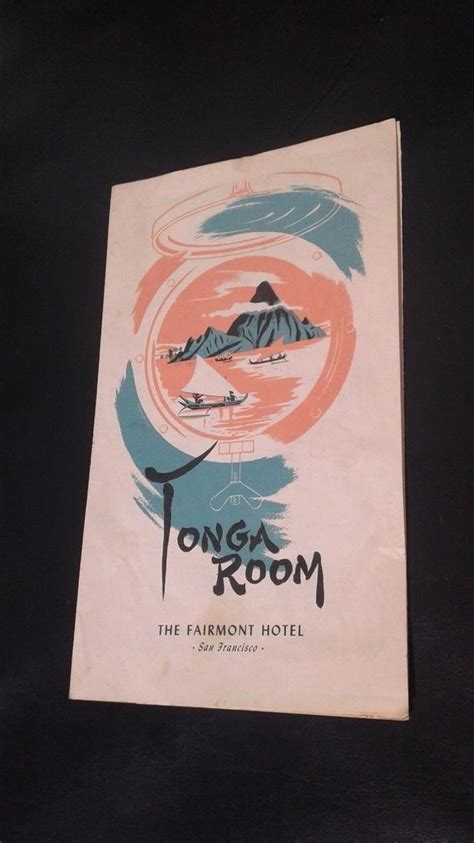 TONGA
ROOM
THE FAIRMONT HOTEL
· San Francisco ·